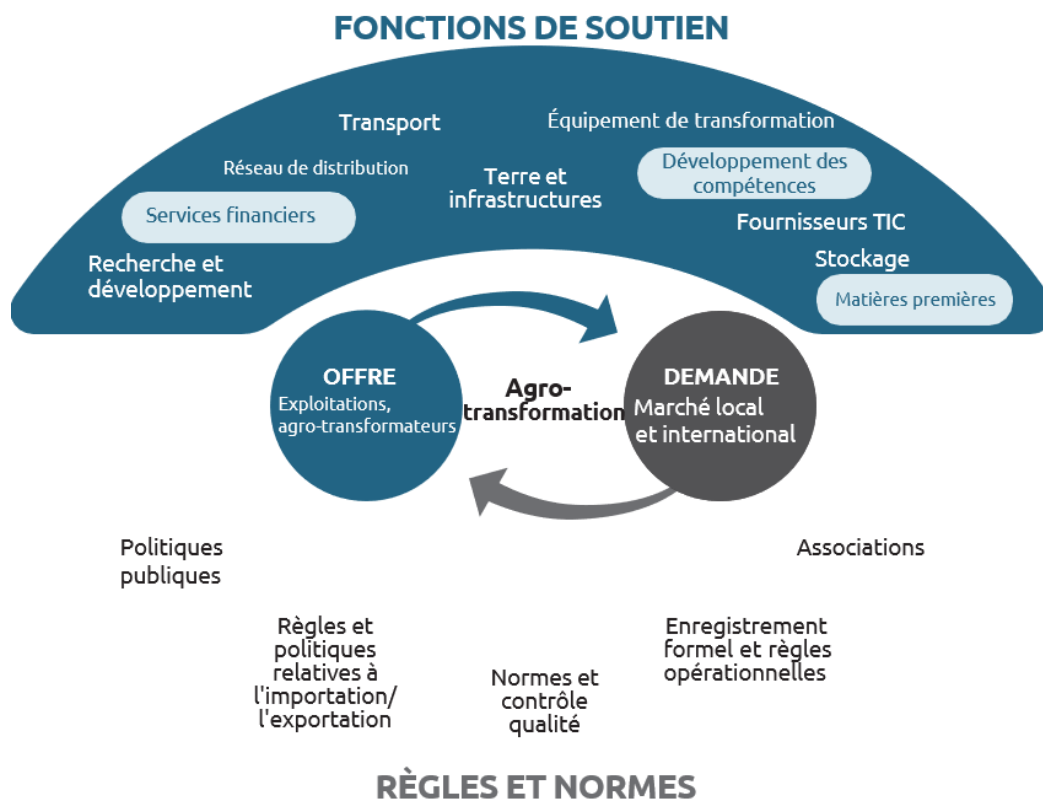 FONCTIONS DE SOUTIEN
Transport
Équipement de transformation
Réseau de distribution
Terre et
infrastructures
Développement des
compétences
Services financiers
Fournisseurs TIC
Recherche et
développement
Stockage
Matières premières
OFFRE
Exploitations,
agro-transformateurs
Agro-
transformation
DEMANDE
Marché local
et international
Politiques
publiques
Associations
Règles et
politiques
relatives à
l'importation/
l'exportation
Normes et
contrôle
qualité
Enregistrement
formel et règles
opérationnelles
RÈGLES ET NORMES